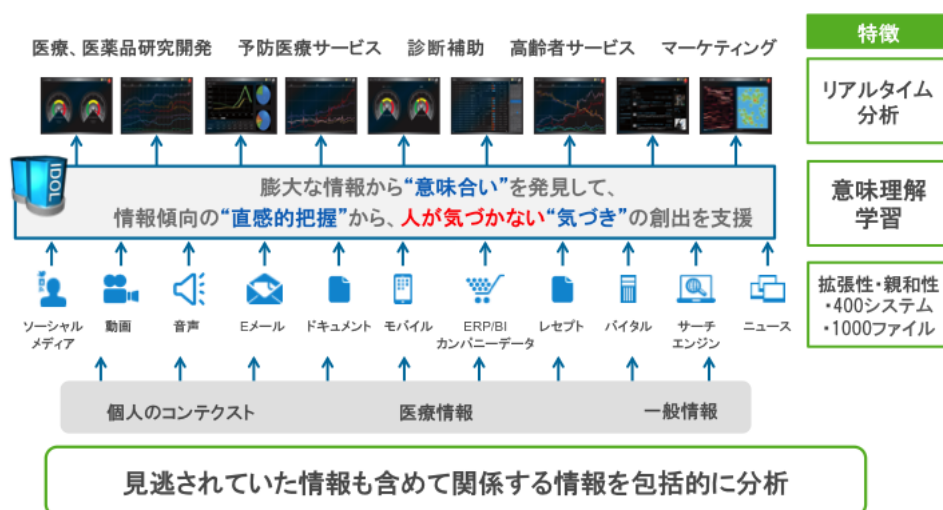 医療、医薬品研究開発
予防医療サービス
診断補助
高齢者サービス
マーケティング
特徴
リアルタイム
分析
IDOL
膨大な情報から“意味合い”を発見して、
情報傾向の“直感的把握”から、人が気づかない“気づき”の創出を支援
意味理解
学習
ソーシャル
メディア
動画
音声
Eメール
ドキュメント
モバイル
ERP/BI
カンパニーデータ
レセプト
バイタル
サーチ
エンジン
ニュース
拡張性・親和性
・400システム
・1000ファイル
個人のコンテクスト
医療情報
一般情報
見逃されていた情報も含めて関係する情報を包括的に分析